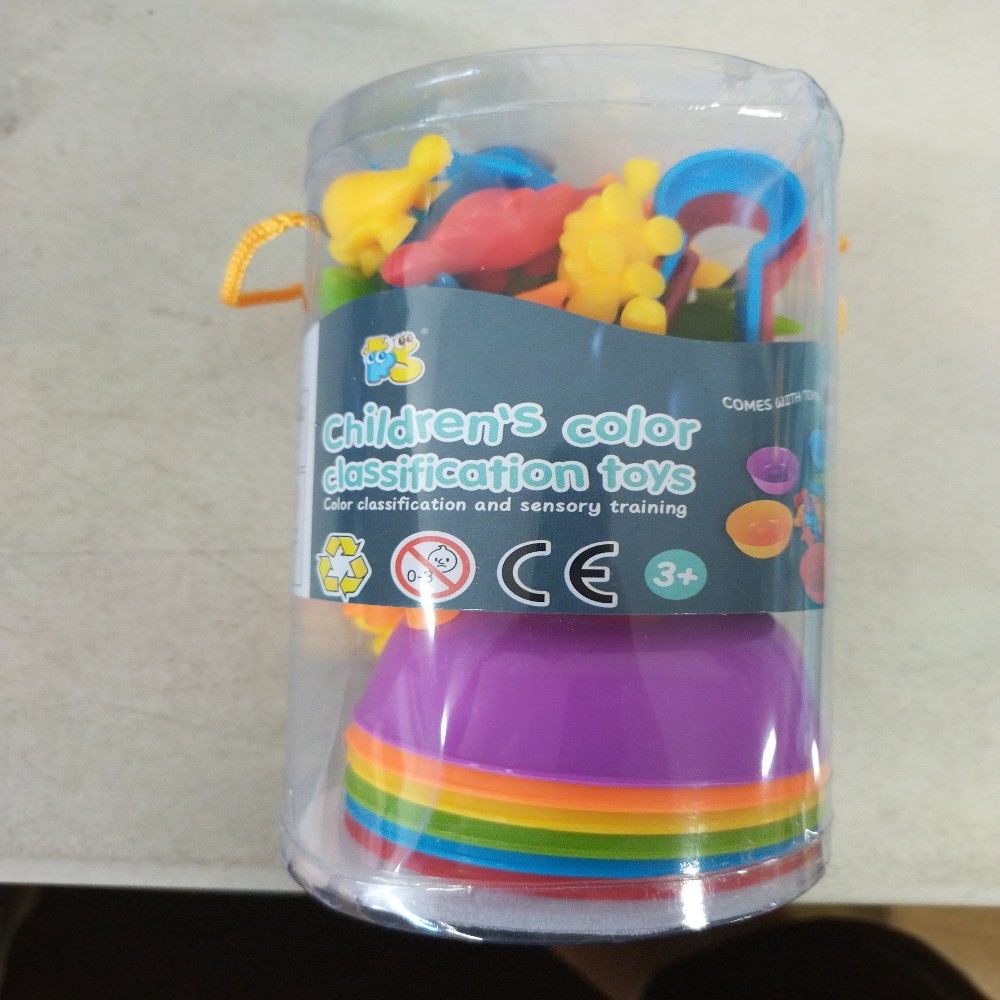 Children's color
classification toys
Color classification and sensory training
COMES WITH
0-3
CE
3+